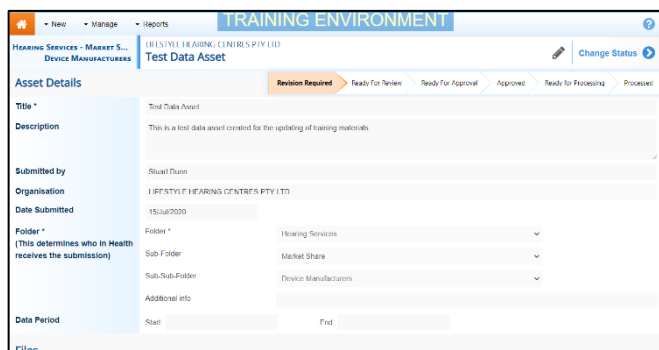 New Manage Reports TRAINING ENVIRONMENT
HEARING SERVICES - MARKET S...
DEVICE MANUFACTURERS
LIFESTYLE HEARING CENTRES PTY LTD
Test Data Asset
Change Status
Asset Details
Revision Required Ready For Review Ready For Approval Approved Ready for Processing Processed
Title * Test Data Asset
Description This is a test data asset created for the updating of training materials
Submitted by Stuart Dunn
Organisation LIFESTYLE HEARING CENTRES PTY LTD
Date Submitted 15/Jul/2020
Folder * Folder * Hearing Services
(This determines who in Health
receives the submission)
Sub-Folder Market Share
Sub-Sub-Folder Device Manufacturers
Additional info
Data Period Start End
Files